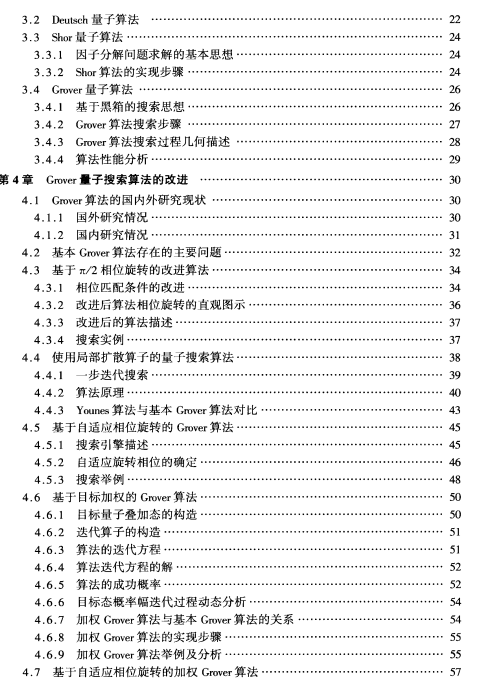 3.2 Deutsch 量子算法 …… 22
3.3 Shor 量子算法 …… 24
3.3.1 因子分解问题求解的基本思想 …… 24
3.3.2 Shor 算法的实现步骤 …… 24
3.4 Grover 量子算法 …… 26
3.4.1 基于黑箱的搜索思想 …… 26
3.4.2 Grover 算法搜索步骤 …… 27
3.4.3 Grover 算法搜索过程几何描述 …… 28
3.4.4 算法性能分析 …… 29
第 4 章 Grover 量子搜索算法的改进 …… 30
4.1 Grover 算法的国内外研究现状 …… 30
4.1.1 国外研究情况 …… 30
4.1.2 国内研究情况 …… 31
4.2 基本 Grover 算法存在的主要问题 …… 32
4.3 基于 π/2 相位旋转的改进算法 …… 34
4.3.1 相位匹配条件的改进 …… 34
4.3.2 改进后算法相位旋转的直观图示 …… 36
4.3.3 改进后的算法描述 …… 37
4.3.4 搜索实例 …… 37
4.4 使用局部扩散算子的量子搜索算法 …… 38
4.4.1 一步迭代搜索 …… 39
4.4.2 算法原理 …… 40
4.4.3 Younes 算法与基本 Grover 算法对比 …… 43
4.5 基于自适应相位旋转的 Grover 算法 …… 45
4.5.1 搜索引擎描述 …… 45
4.5.2 自适应旋转相位的确定 …… 46
4.5.3 搜索举例 …… 48
4.6 基于目标加权的 Grover 算法 …… 50
4.6.1 目标量子叠加态的构造 …… 50
4.6.2 迭代算子的构造 …… 51
4.6.3 算法的迭代方程 …… 51
4.6.4 算法迭代方程的解 …… 52
4.6.5 算法的成功概率 …… 52
4.6.6 目标态概率幅迭代过程动态分析 …… 54
4.6.7 加权 Grover 算法与基本 Grover 算法的关系 …… 54
4.6.8 加权 Grover 算法的实现步骤 …… 55
4.6.9 加权 Grover 算法举例及分析 …… 55
4.7 基于自适应相位旋转的加权 Grover 算法 …… 57